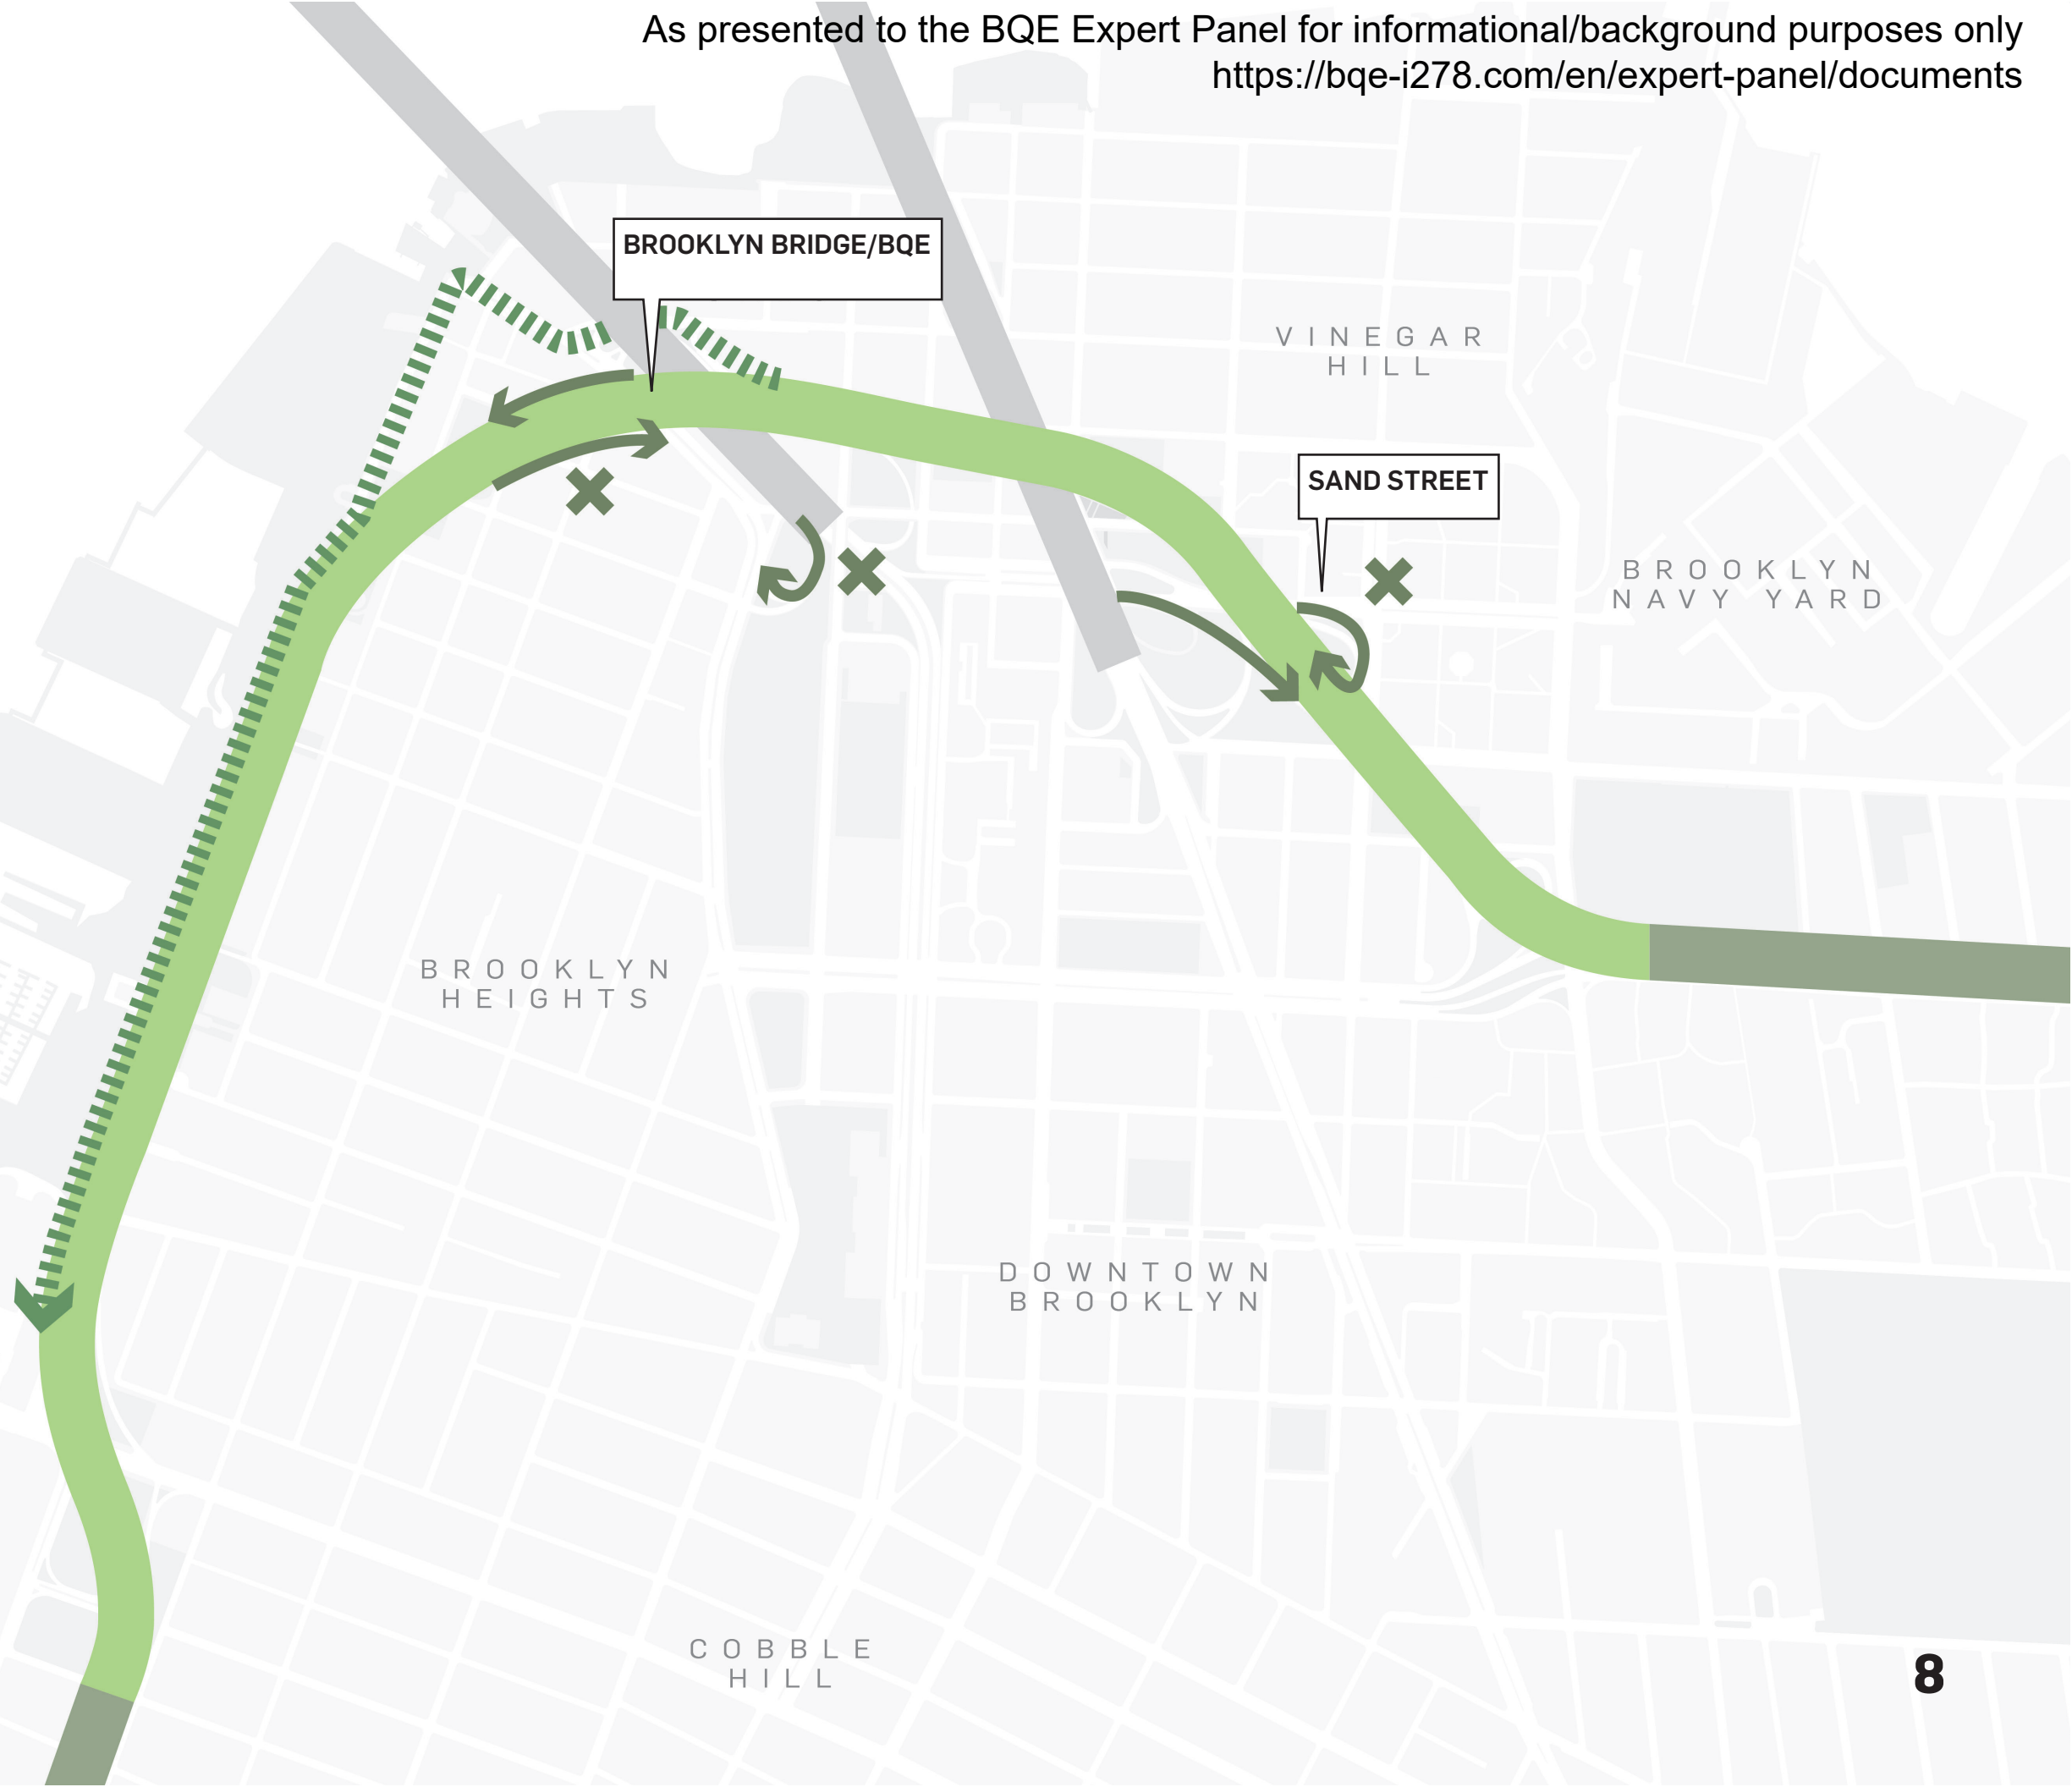 As presented to the BQE Expert Panel for informational/background purposes only
https://bqe-i278.com/en/expert-panel/documents
BROOKLYN BRIDGE/BQE
VINEGAR
HILL
SAND STREET
BROOKLYN
NAVY YARD
BROOKLYN
HEIGHTS
DOWNTOWN
BROOKLYN
COBBLE
HILL
8